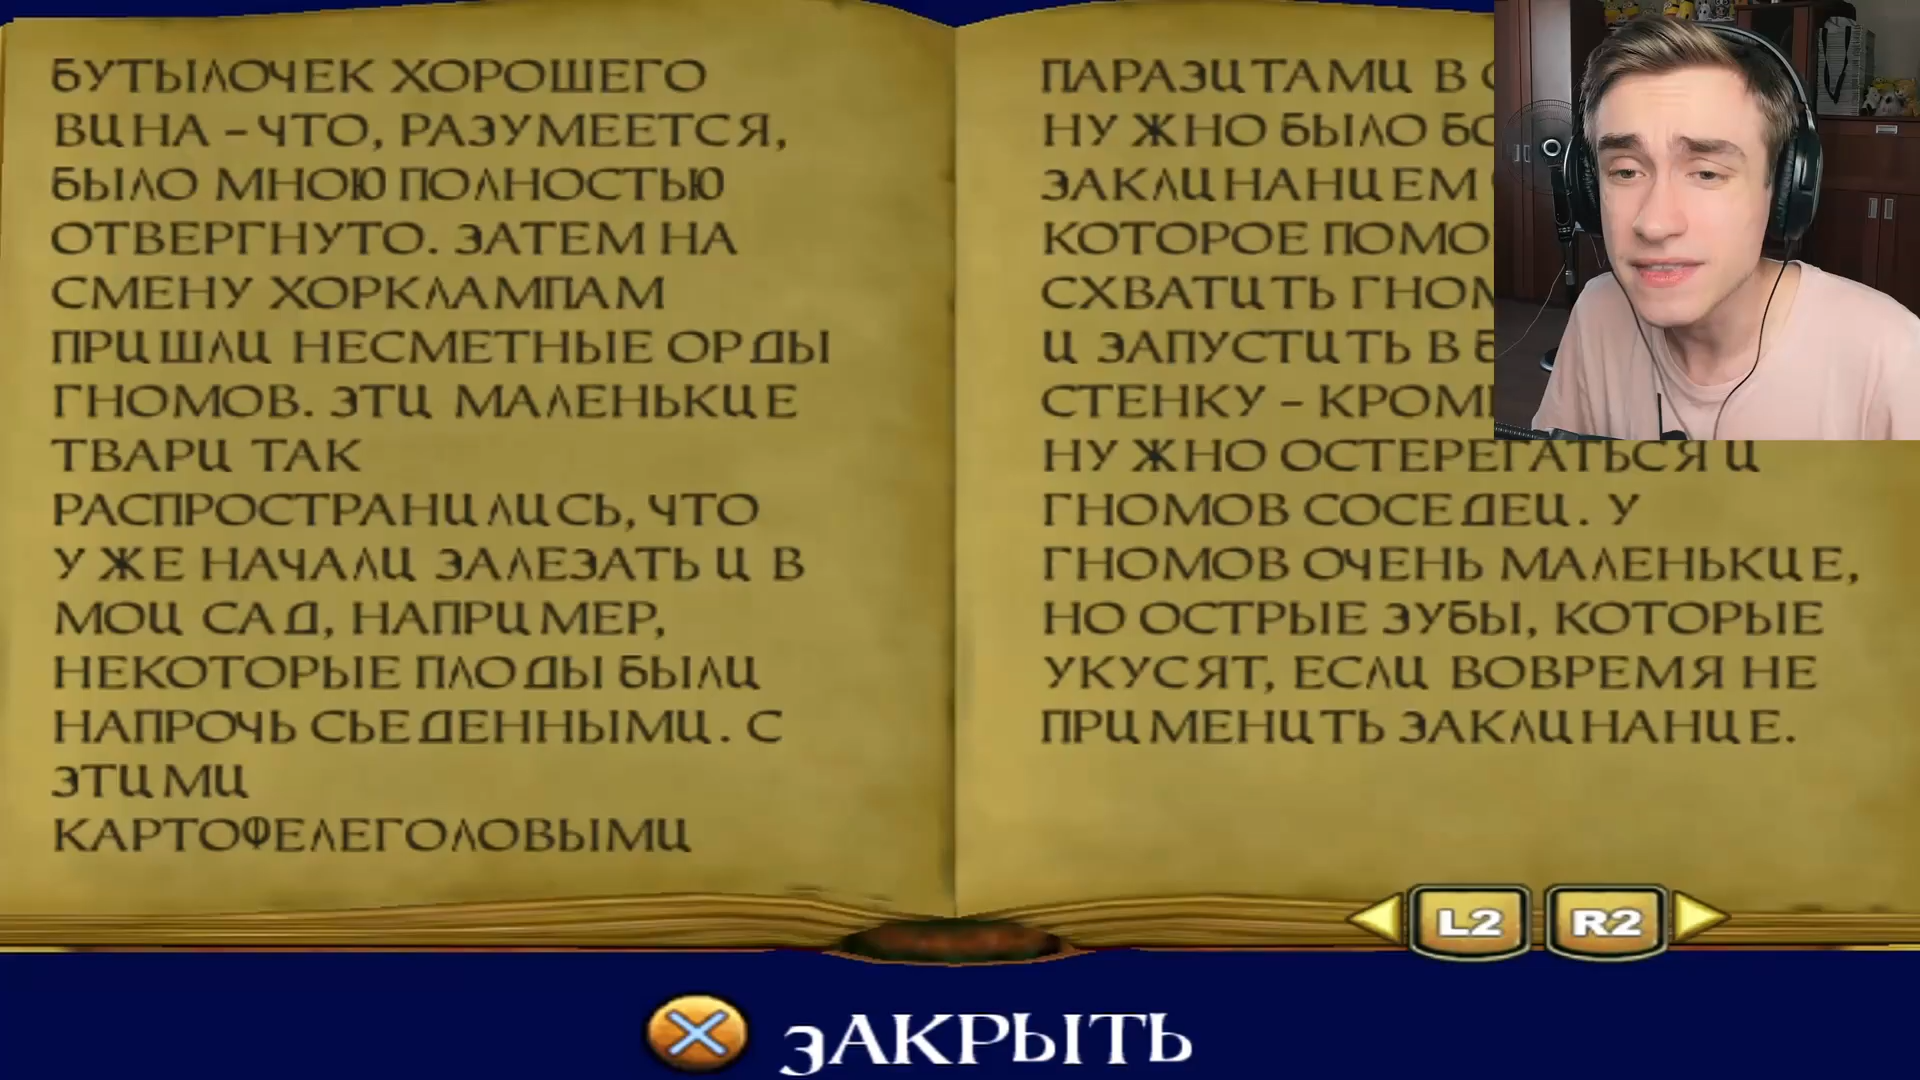 БУТЫЛОЧЕК ХОРОШЕГО
ВИНА – ЧТО, РАЗУМЕЕТСЯ,
БЫЛО МНОЮ ПОЛНОСТЬЮ
ОТВЕРГНУТО. ЗАТЕМ НА
СМЕНУ ХОРКЛАМПАМ
ПРИШЛИ НЕСМЕТНЫЕ ОРДЫ
ГНОМОВ. ЭТИ МАЛЕНЬКИЕ
ТВАРИ ТАК
РАСПРОСТРАНИЛИСЬ, ЧТО
УЖЕ НАЧАЛИ ЗАЛЕЗАТЬ И В
МОИ САД, НАПРИМЕР,
НЕКОТОРЫЕ ПЛОДЫ БЫЛИ
НАПРОЧЬ СЬЕДЕННЫМИ. С
ЭТИМИ
КАРТОФЕЛЕГОЛОВЫМИ
ПАРАЗИТАМИ В
НУЖНО БЫЛО
ЗАКЛИНАНИЕМ
КОТОРОЕ
СХВАТИТЬ
И ЗАПУСТИТЬ В
СТЕНКУ –
НУЖНО ОСТЕРЕГАТЬСЯ И
ГНОМОВ СОСЕДЕИ. У
ГНОМОВ ОЧЕНЬ МАЛЕНЬКИЕ,
НО ОСТРЫЕ ЗУБЫ, КОТОРЫЕ
УКУСЯТ, ЕСЛИ ВОВРЕМЯ НЕ
ПРИМЕНИТЬ ЗАКЛИНАНИЕ.
L2 R2
ЗАКРЫТЬ